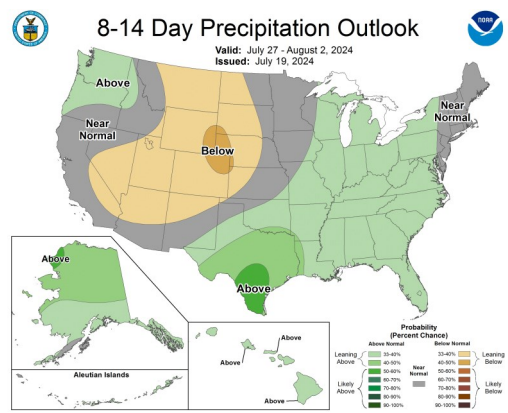 8-14 Day Precipitation Outlook
Valid: July 27 - August 2, 2024
Issued: July 19, 2024
NOAA
Above
Near
Normal
Near
Normal
Below
Above
Above
Aleutian Islands
Above
Above
Above
Probability
(Percent Chance)
Above Normal
Below Normal
Leaning
Above
33-40%
40-50%
50-60%
Likely
Above
60-70%
70-80%
80-90%
90-100%
Near
Normal
33-40%
40-50%
50-60%
Leaning
Below
60-70%
70-80%
80-90%
90-100%
Likely
Below